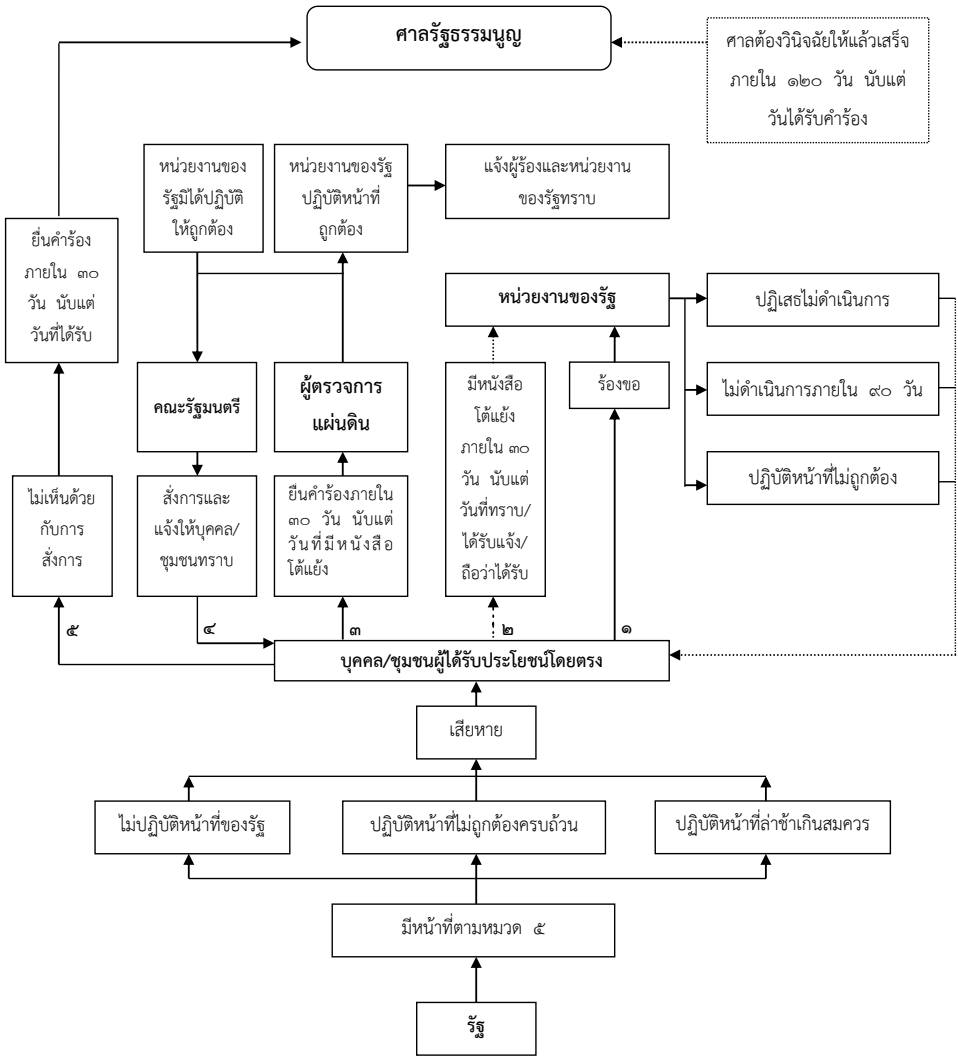 ศาลรัฐธรรมนูญ
ศาลต้องวินิจฉัยให้แล้วเสร็จ
ภายใน ๑๒๐ วัน นับแต่
วันได้รับคำร้อง
หน่วยงานของ
รัฐมิได้ปฏิบัติ
ให้ถูกต้อง
หน่วยงานของรัฐ
ปฏิบัติหน้าที่
ถูกต้อง
แจ้งผู้ร้องและหน่วยงาน
ของรัฐทราบ
ยื่นคำร้อง
ภายใน ๓๐
วัน นับแต่
วันที่ได้รับ
หน่วยงานของรัฐ
ปฏิเสธไม่ดำเนินการ
คณะรัฐมนตรี
ผู้ตรวจการ
แผ่นดิน
มีหนังสือ
โต้แย้ง
ภายใน ๓๐
วัน นับแต่
วันที่ทราบ/
ได้รับแจ้ง/
ถือว่าได้รับ
ร้องขอ
ไม่ดำเนินการภายใน ๙๐ วัน
ปฏิบัติหน้าที่ไม่ถูกต้อง
ไม่เห็นด้วย
กับการ
สั่งการ
สั่งการและ
แจ้งให้บุคคล/
ชุมชนทราบ
ยื่นคำร้องภายใน
๓๐ วัน นับแต่
วันที่มีหนังสือ
โต้แย้ง
๕
๔
๓
๒
๑
บุคคล/ชุมชนผู้ได้รับประโยชน์โดยตรง
เสียหาย
ไม่ปฏิบัติหน้าที่ของรัฐ
ปฏิบัติหน้าที่ไม่ถูกต้องครบถ้วน
ปฏิบัติหน้าที่ล่าช้าเกินสมควร
มีหน้าที่ตามหมวด ๕
รัฐ